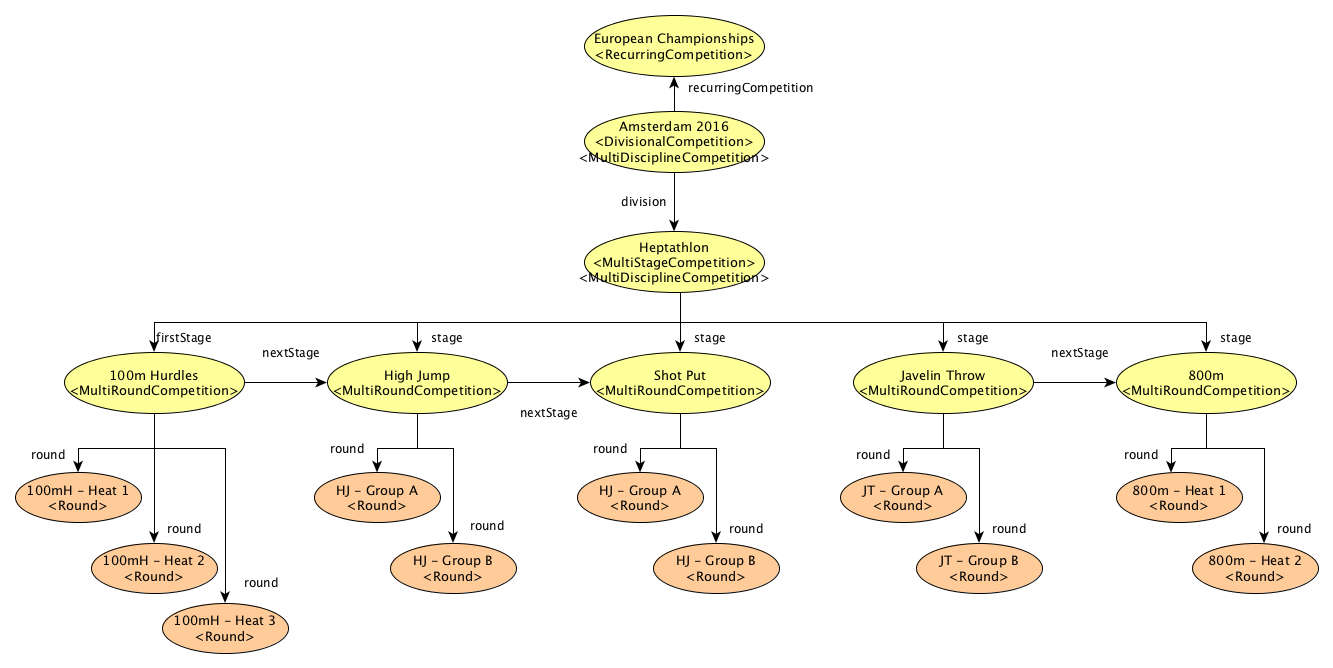 European Championships
<RecurringCompetition>
recurringCompetition
Amsterdam 2016
<DivisionalCompetition>
<MultiDisciplineCompetition>
division
Heptathlon
<MultiStageCompetition>
<MultiDisciplineCompetition>
firstStage
stage
stage
stage
stage
nextStage
nextStage
100m Hurdles
<MultiRoundCompetition>
High Jump
<MultiRoundCompetition>
Shot Put
<MultiRoundCompetition>
Javelin Throw
<MultiRoundCompetition>
800m
<MultiRoundCompetition>
nextStage
round
round
round
round
round
100mH – Heat 1
<Round>
HJ – Group A
<Round>
HJ – Group A
<Round>
JT – Group A
<Round>
800m – Heat 1
<Round>
round
round
round
round
round
100mH – Heat 2
<Round>
HJ – Group B
<Round>
HJ – Group B
<Round>
JT – Group B
<Round>
800m – Heat 2
<Round>
round
100mH – Heat 3
<Round>